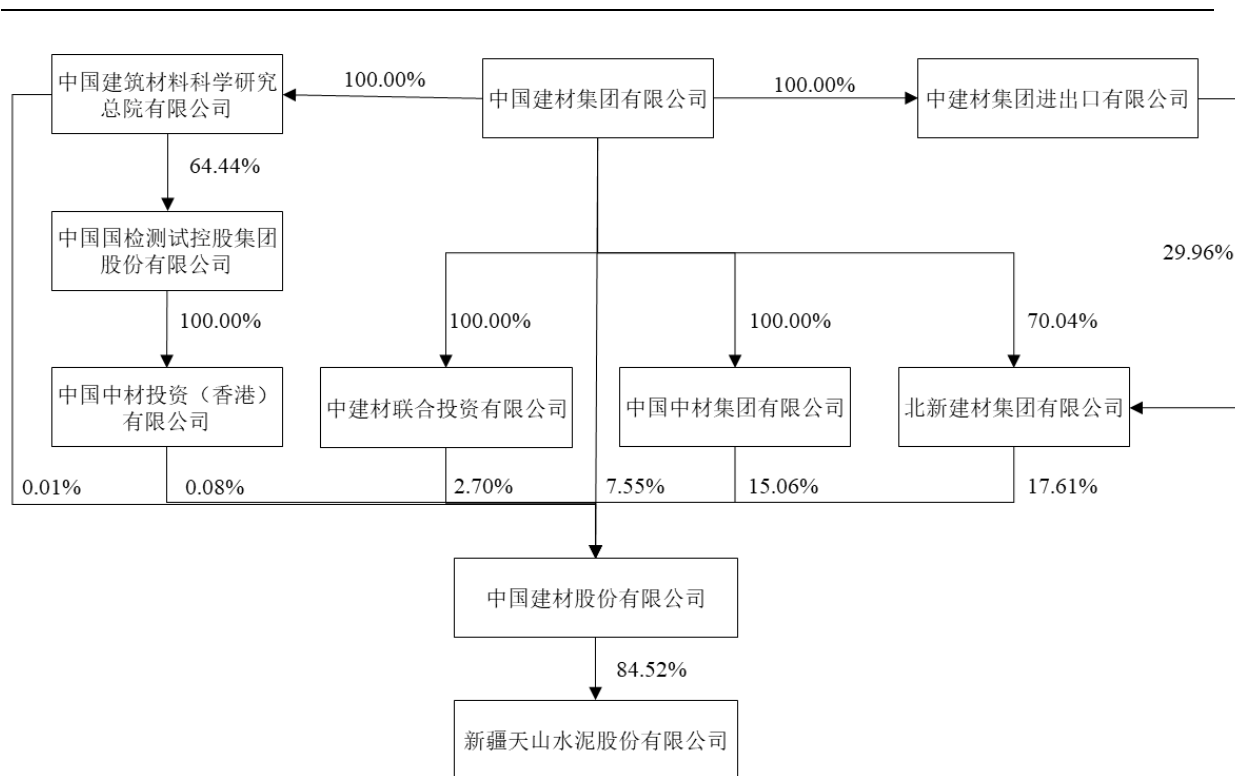 中国建筑材料科学研究
总院有限公司
100.00%
中国建材集团有限公司
100.00%
中建材集团进出口有限公司
64.44%
中国国检测试控股集团
股份有限公司
29.96%
100.00%
100.00%
100.00%
70.04%
中国中材投资（香港）
有限公司
中建材联合投资有限公司
中国中材集团有限公司
北新建材集团有限公司
0.01%
0.08%
2.70%
7.55%
15.06%
17.61%
中国建材股份有限公司
84.52%
新疆天山水泥股份有限公司